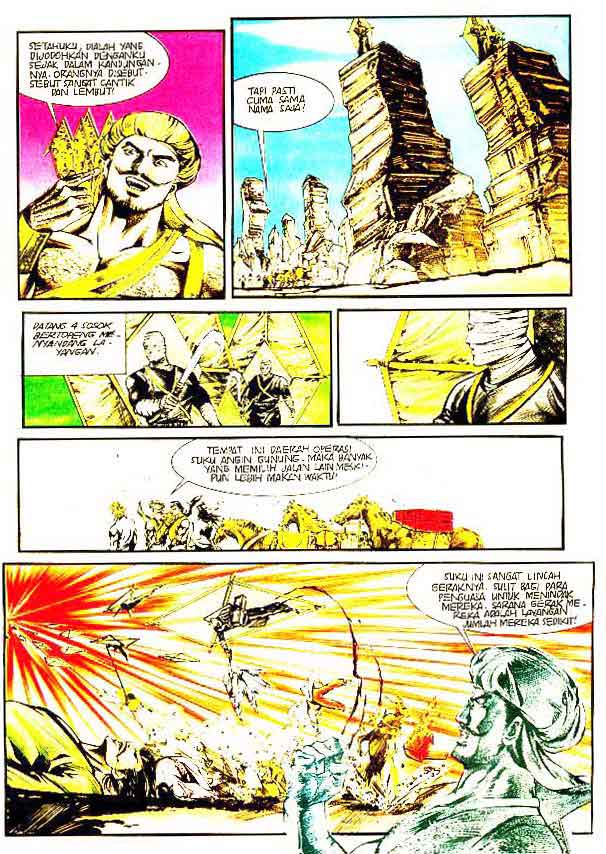 SETAHUKU, DIALAH YANG
DIJODOHKAN DENGANKU
SEJAK DALAM KANDUNGAN-
NYA. ORANGNYA DISEBUT-
SEBUT SANGAT CANTIK
DAN LEMBUT!
TAPI PASTI
CUMA SAMA
NAMA SAJA!
DATANG 4 SOSOK
BERTOPENG ME-
NYANDANG LA-
YANGAN.
TEMPAT INI DAERAH OPERASI
SUKU ANGIN GUNUNG. MAKA BANYAK
YANG MEMILIH JALAN LAIN MESKI-
PUN LEBIH MAKAN WAKTU!
SUKU INI SANGAT LINCAH
GERAKNYA. SULIT BAGI PARA
PENGUASA UNTUK MENINDAK
MEREKA. SARANA GERAK ME-
REKA ADALAH LAYANGAN
JUMLAH MEREKA SEDIKIT!